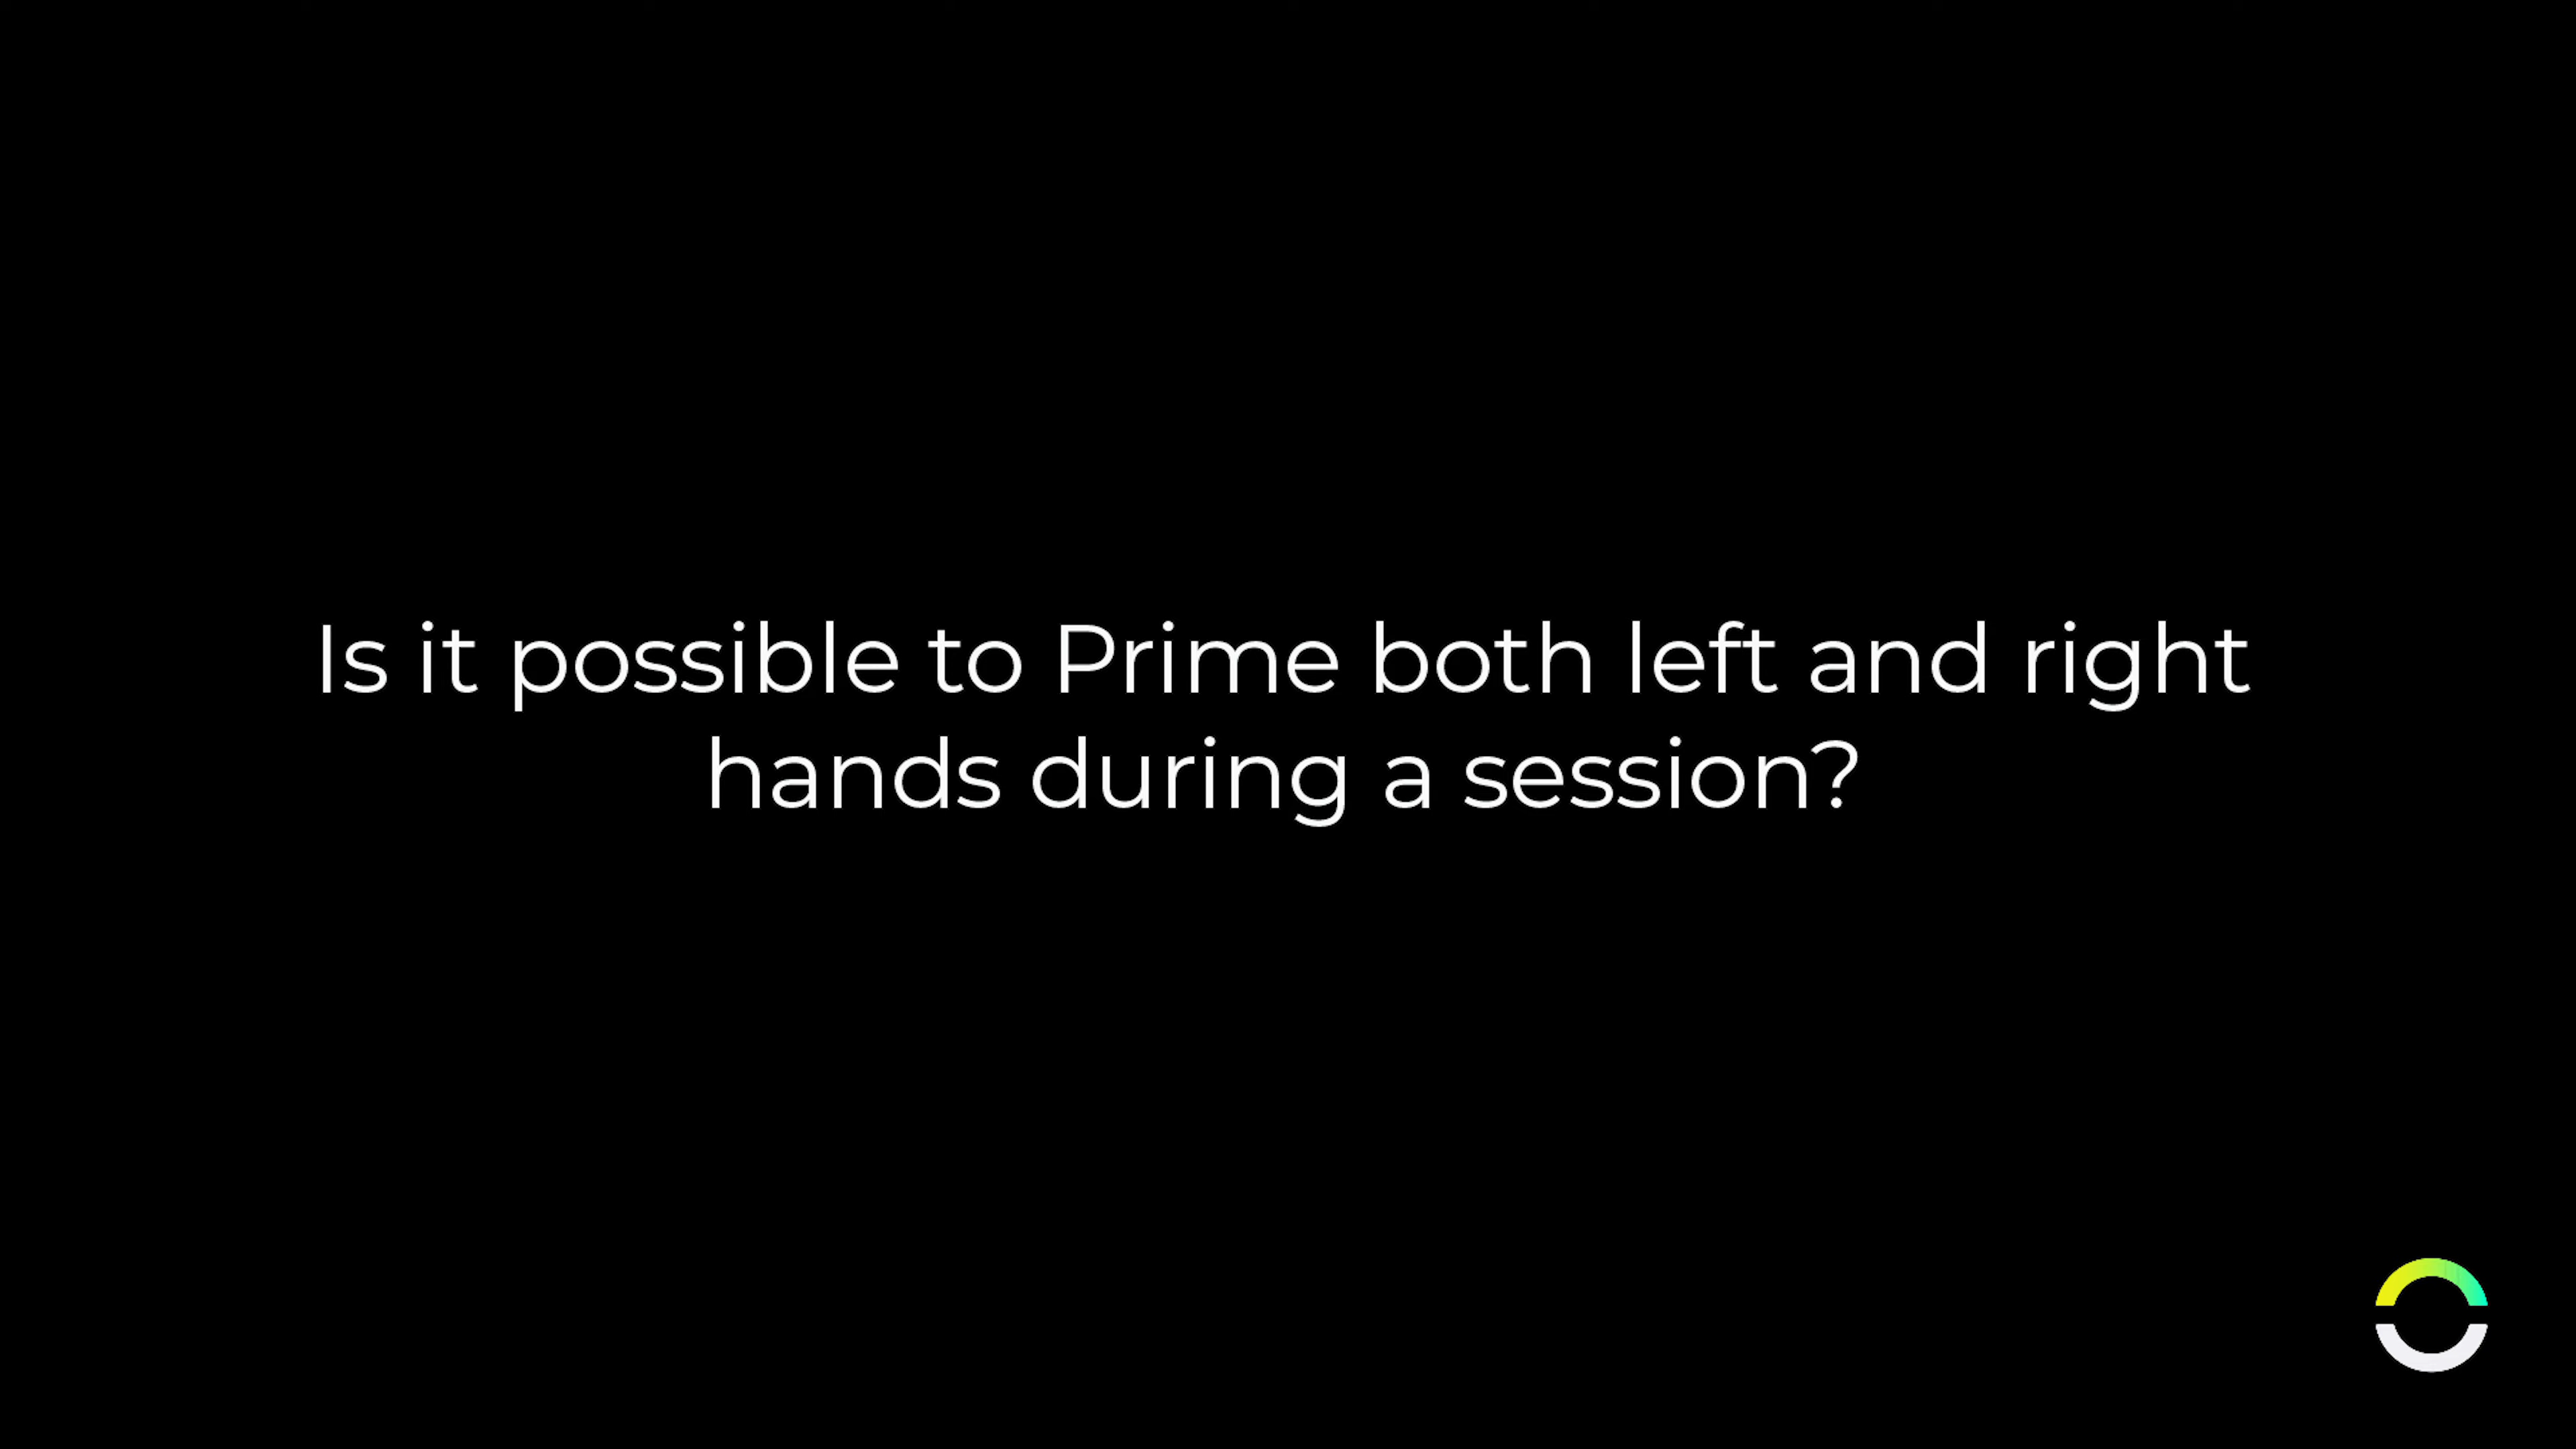 Is it possible to Prime both left and right
hands during a session?